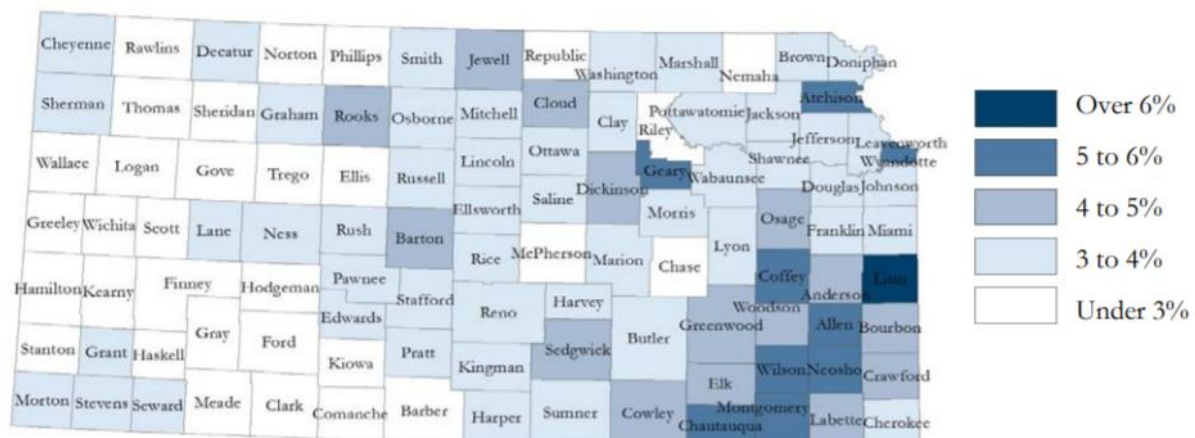 Cheyenne Rawlins Decatur Norton Phillips Smith Jewell Republic Washington Marshall Nemaha Brown Doniphan
Sherman Thomas Sheridan Graham Rooks Osborne Mitchell Cloud Clay Riley Pottawatomie Jackson Atchison
Jefferson Leavenworth
Wallace Logan Gove Trego Ellis Russell Lincoln Ottawa Geary Wabaunsee Shawnee Wyandotte
Saline Dickinson Morris Douglas Johnson
Greeley Wichita Scott Lane Ness Rush Barton Ellsworth Osage Franklin Miami
Rice McPherson Marion Chase Lyon
Hamilton Kearny Finney Hodgeman Pawnee Stafford Coffey Anderson Linn
Edwards Reno Harvey Greenwood Woodson Allen Bourbon
Stanton Grant Haskell Gray Ford Kiowa Pratt Kingman Sedgwick Butler Elk Wilson Neosho Crawford
Morton Stevens Seward Meade Clark Comanche Barber Harper Sumner Cowley Chautauqua Montgomery Labette Cherokee
Over 6%
5 to 6%
4 to 5%
3 to 4%
Under 3%